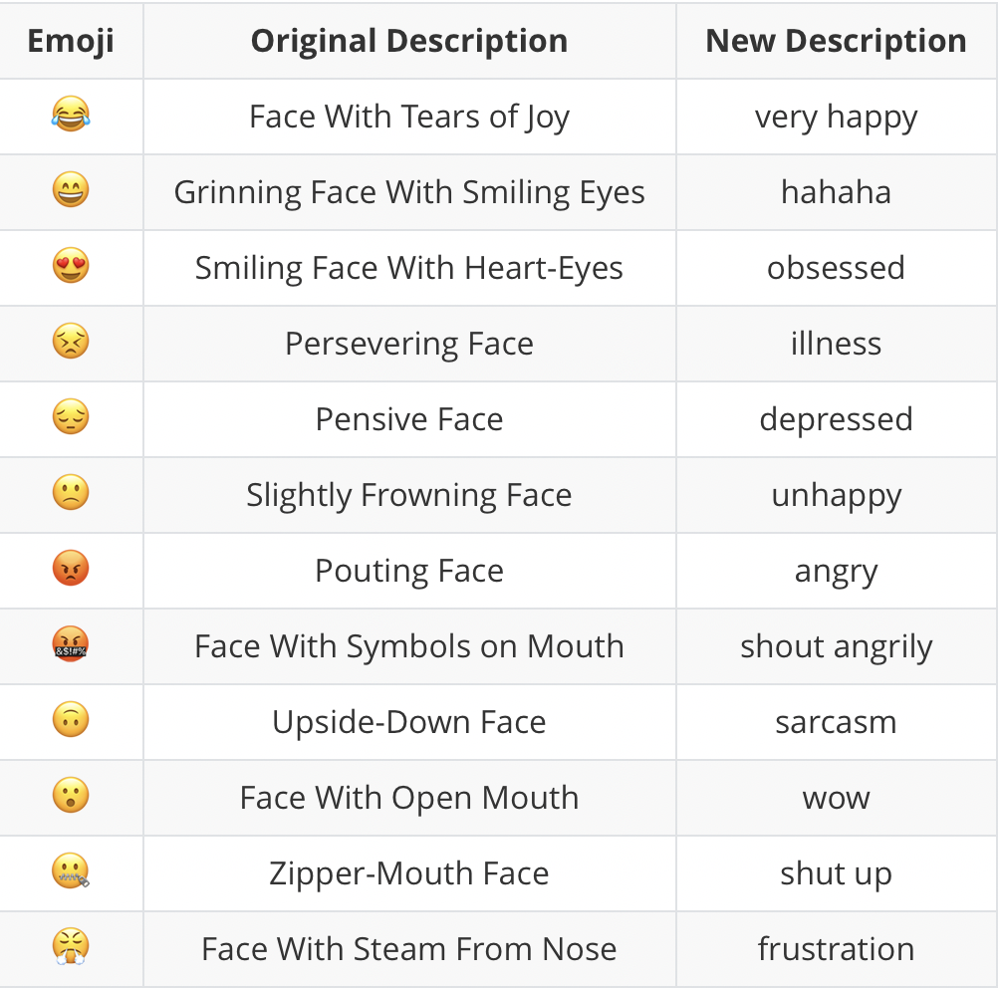 Emoji Original Description New Description
Face With Tears of Joy very happy
Grinning Face With Smiling Eyes hahaha
Smiling Face With Heart-Eyes obsessed
Persevering Face illness
Pensive Face depressed
Slightly Frowning Face unhappy
Pouting Face angry
&$!#% Face With Symbols on Mouth shout angrily
Upside-Down Face sarcasm
Face With Open Mouth wow
Zipper-Mouth Face shut up
Face With Steam From Nose frustration